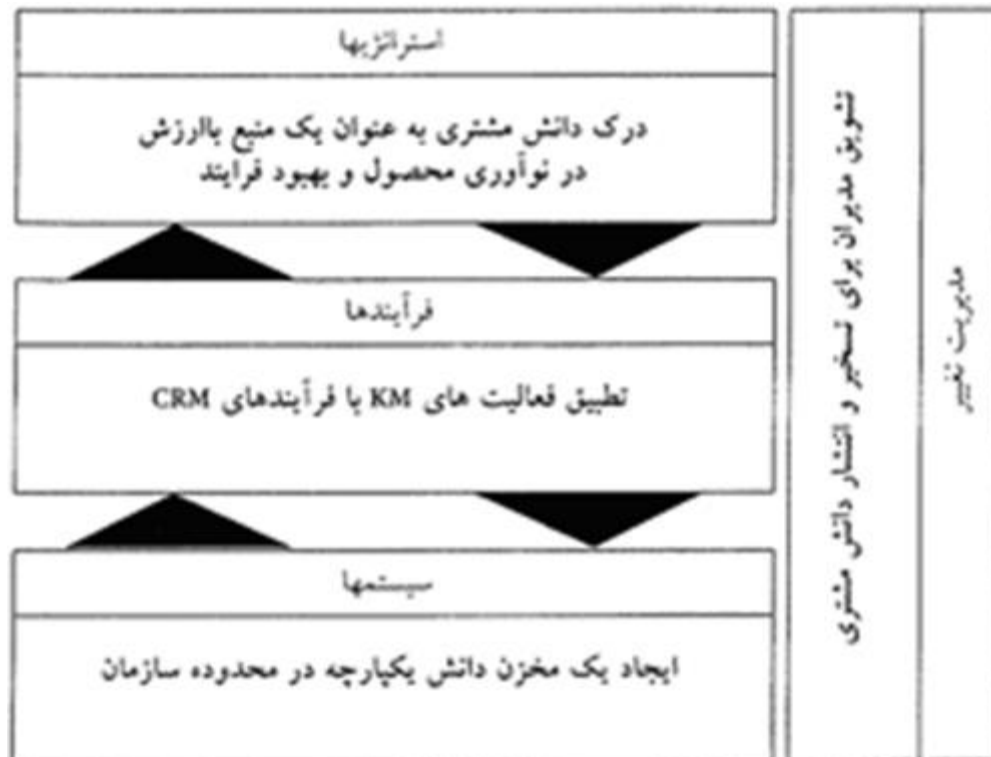 استراتژیها
درک دانش مشتری به عنوان یک منبع باارزش
در نوآوری محصول و بهبود فرایند
فرآیندها
تطبیق فعالیت های KM با فرآیندهای CRM
سیستمها
ایجاد یک مخزن دانش یکپارچه در محدوده سازمان
تشویق مدیران برای تسخیر و انتشار دانش مشتری
مدیریت تغییر